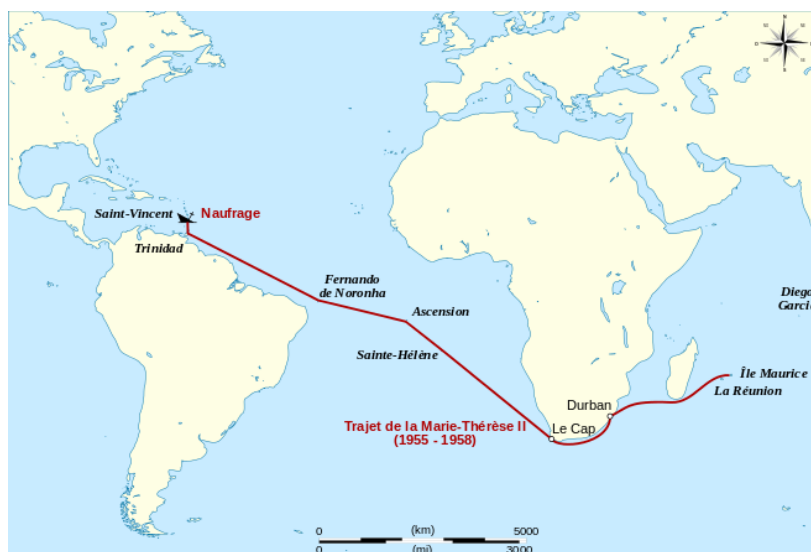 Saint-Vincent
Naufrage
Trinidad
Fernando
de Noronha
Ascension
Diego
Sainte-Hélène
Île Maurice
La Réunion
Durban
Trajet de la Marie-Thérèse II
(1955 - 1958)
Le Cap
0 (km) 5000
0 (mi) 3000